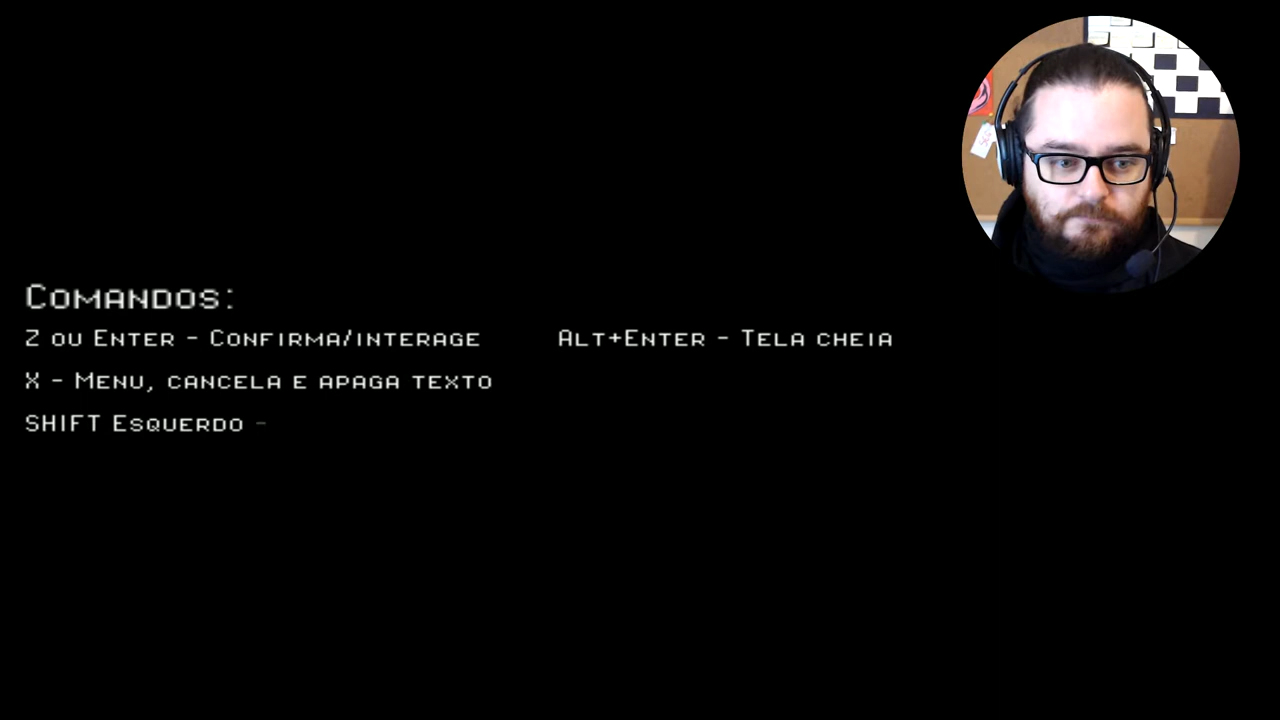 Comandos:
Z ou Enter - Confirma/interage Alt+Enter - Tela cheia
X - Menu, cancela e apaga texto
SHIFT Esquerdo -